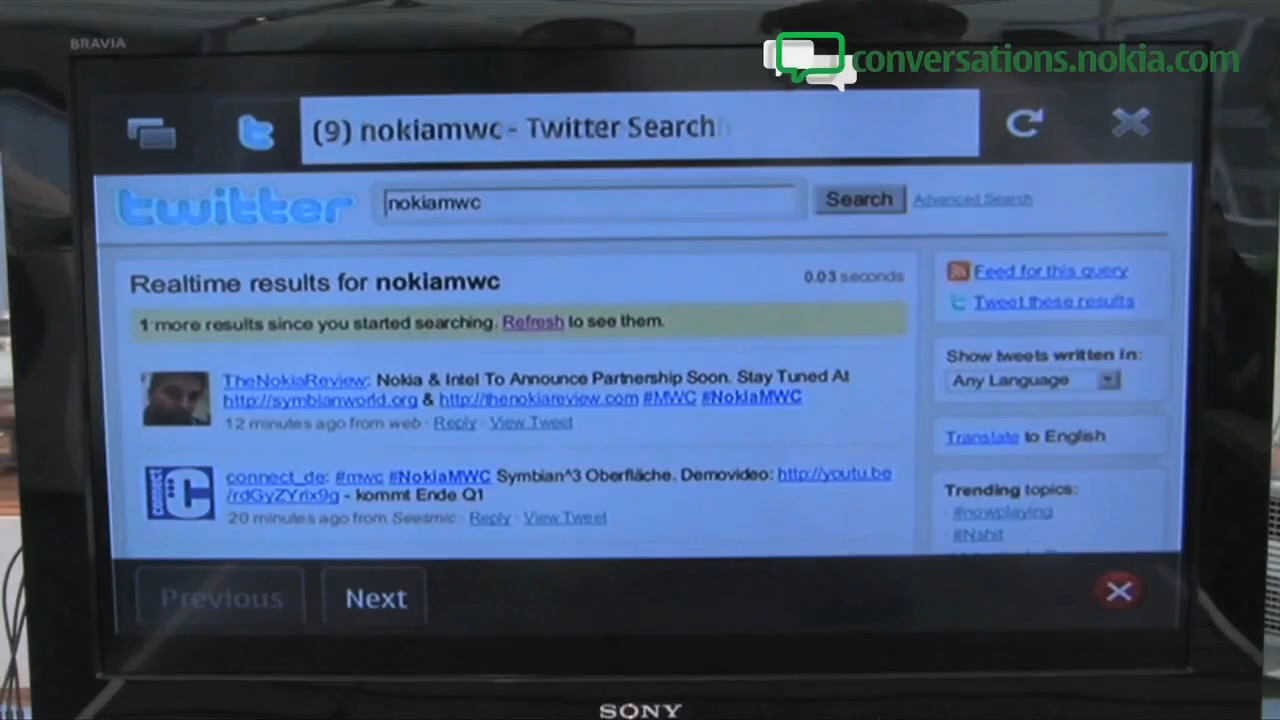 BRAVIA
conversations.nokia.com
(9) nokiamwc - Twitter Search
twitter
nokiamwc
Search
Advanced Search
Realtime results for nokiamwc
0.03 seconds
1 more results since you started searching. Refresh to see them.
TheNokiaReview: Nokia & Intel To Announce Partnership Soon. Stay Tuned At
http://symbianworld.org & http://thenokiareview.com #MWC #NokiaMWC
12 minutes ago from web · Reply · View Tweet
connect
C
connect_de: #mwc #NokiaMWC Symbian^3 Oberfläche. Demovideo: http://youtu.be
/rdGyZYrix9g - kommt Ende Q1
20 minutes ago from Seesmic · Reply · View Tweet
Feed for this query
Tweet these results
Show tweets written in:
Any Language
Translate to English
Trending topics:
· #nowplaying
· #Nshit
Previous
Next
SONY